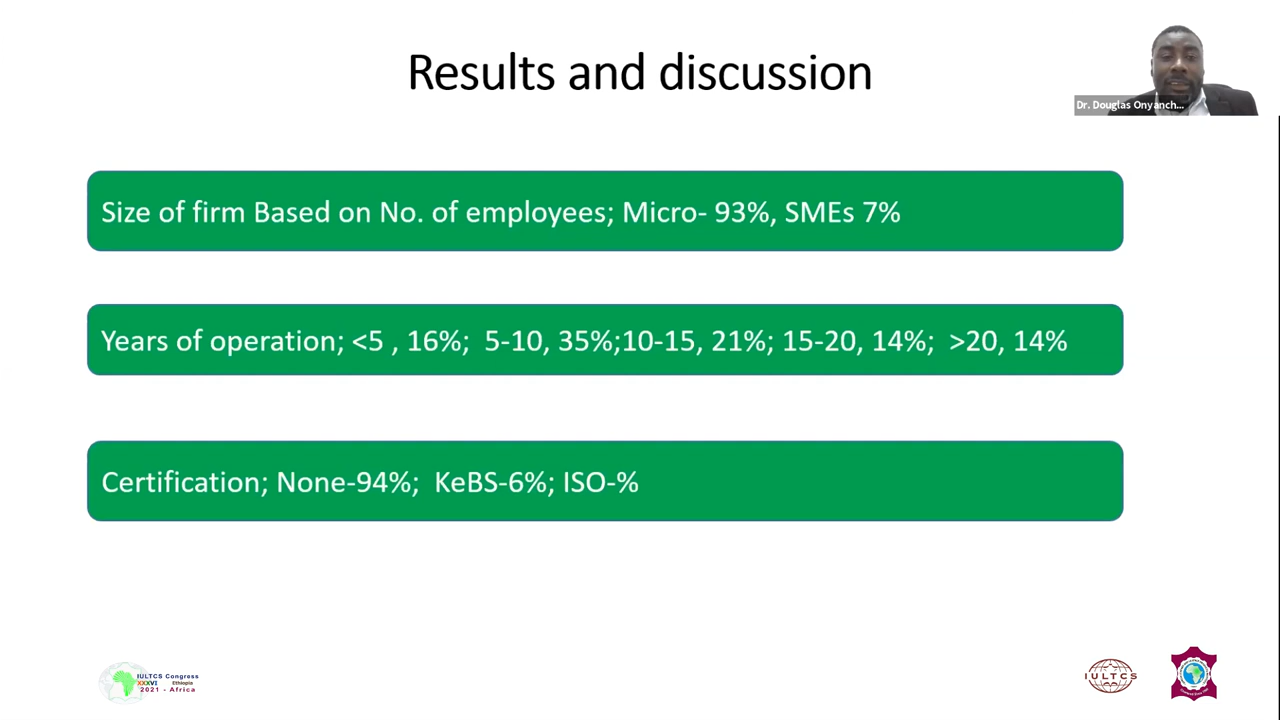 Results and discussion
Dr. Douglas Onyanch...
Size of firm Based on No. of employees; Micro- 93%, SMEs 7%
Years of operation; <5 , 16%;  5-10, 35%;10-15, 21%; 15-20, 14%;  >20, 14%
Certification; None-94%;  KeBS-6%; ISO-%
IULTCS Congress
XXXVI Ethiopia
2021 - Africa
IULTCS